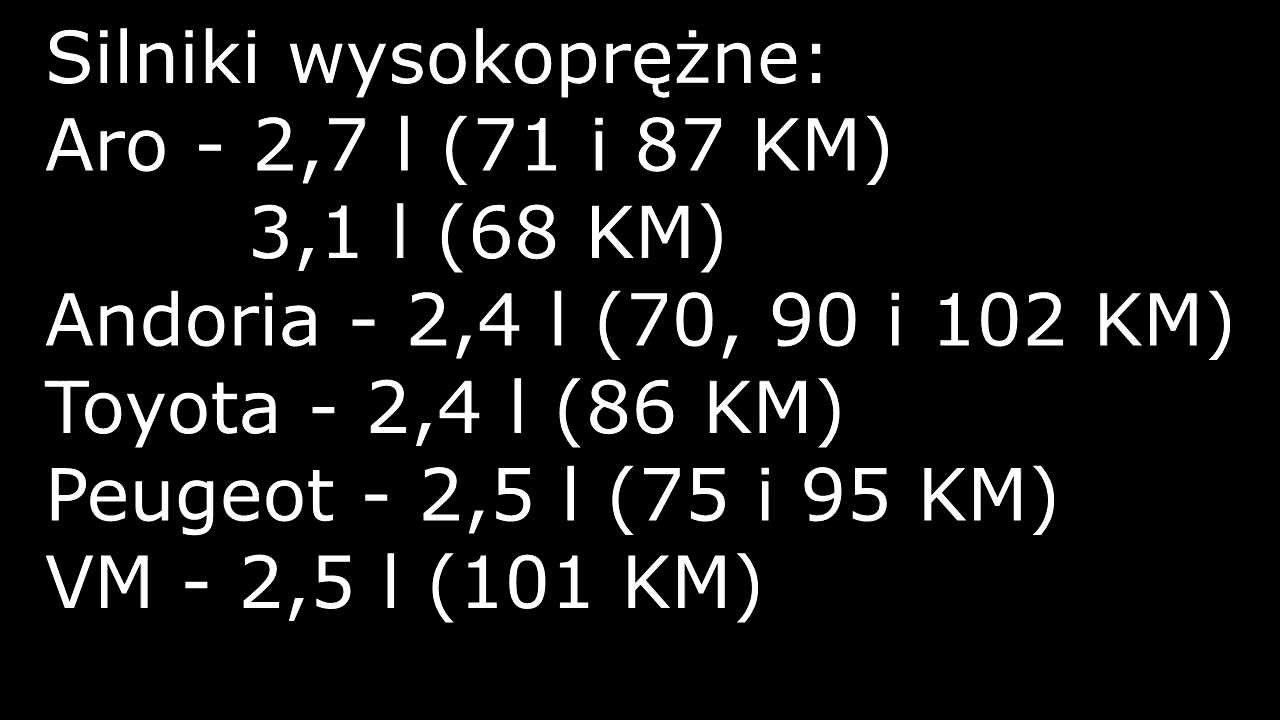 Silniki wysokoprężne:
Aro - 2,7 l (71 i 87 KM)
3,1 l (68 KM)
Andoria - 2,4 l (70, 90 i 102 KM)
Toyota - 2,4 l (86 KM)
Peugeot - 2,5 l (75 i 95 KM)
VM - 2,5 l (101 KM)